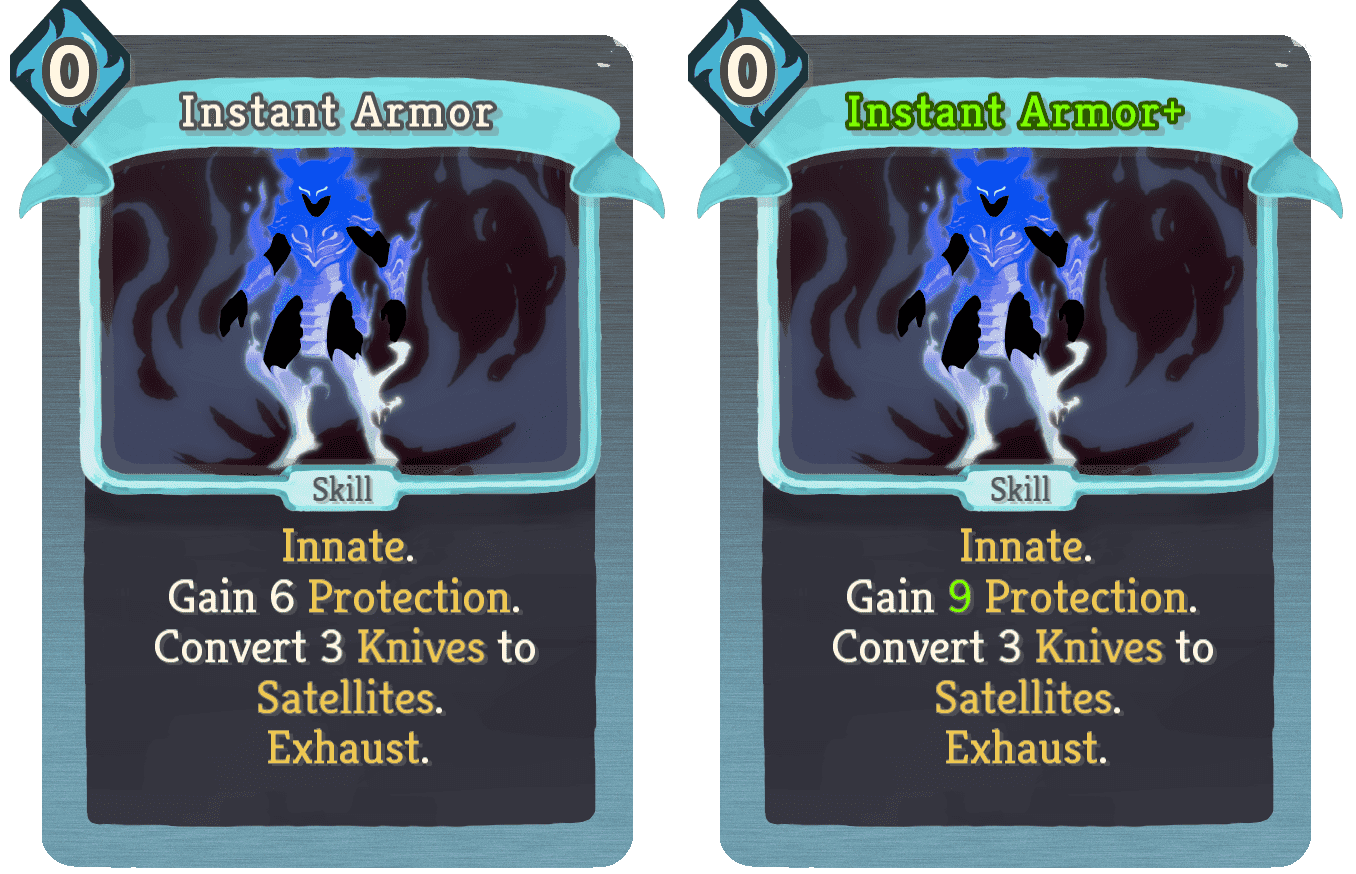 0
Instant Armor
Skill
Innate.
Gain 6 Protection.
Convert 3 Knives to
Satellites.
Exhaust.
0
Instant Armor+
Skill
Innate.
Gain 9 Protection.
Convert 3 Knives to
Satellites.
Exhaust.